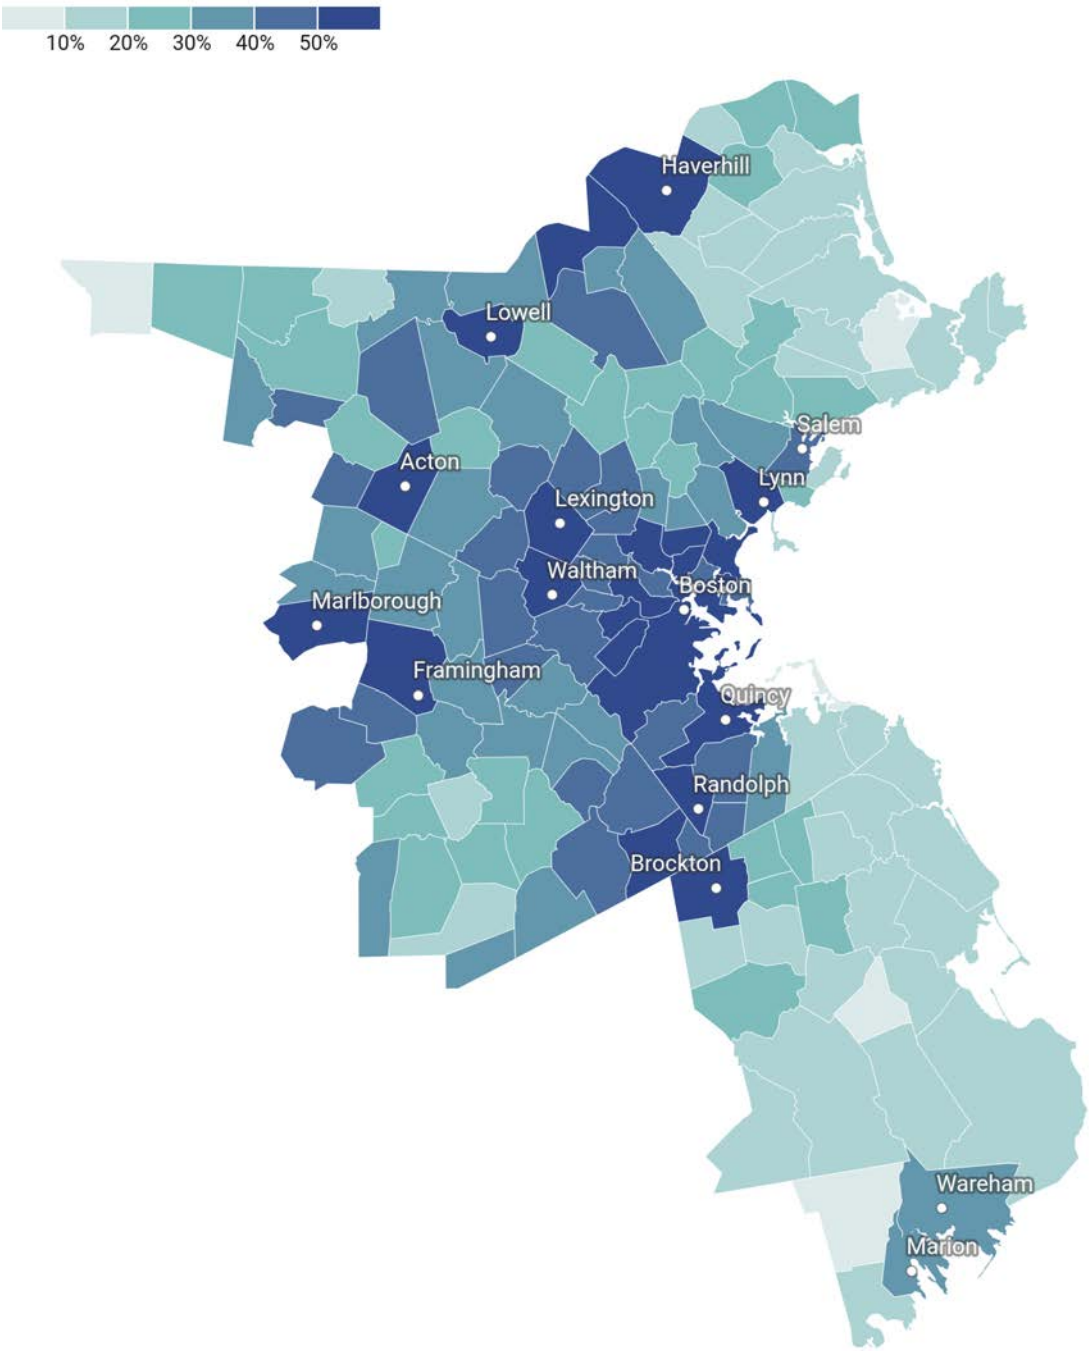 10% 20% 30% 40% 50%
Haverhill
Lowell
Salem
Acton
Lynn
Lexington
Waltham
Boston
Marlborough
Framingham
Quincy
Randolph
Brockton
Wareham
Marion